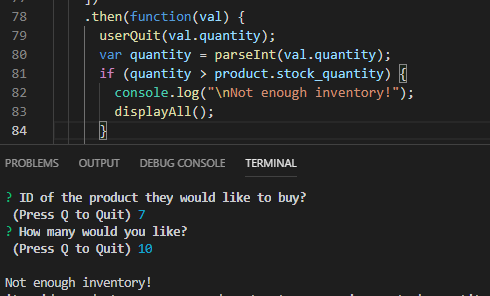 78 .then(function(val) {
79 userQuit(val.quantity);
80 var quantity = parseInt(val.quantity);
81 if (quantity > product.stock_quantity) {
82 console.log("\nNot enough inventory!");
83 displayAll();
84 }
PROBLEMS OUTPUT DEBUG CONSOLE TERMINAL
? ID of the product they would like to buy?
(Press Q to Quit) 7
? How many would you like?
(Press Q to Quit) 10
Not enough inventory!